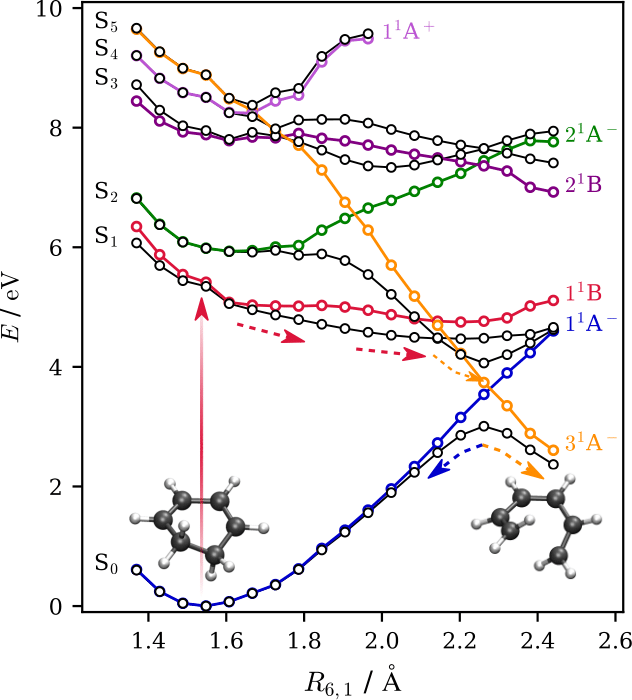 10
8
6
4
2
0
E / eV
S₅
S₄
S₃
S₂
S₁
S₀
1¹A⁺
2¹A⁻
2¹B
1¹B
1¹A⁻
3¹A⁻
1.4 1.6 1.8 2.0 2.2 2.4 2.6
R₆,₁ / Å